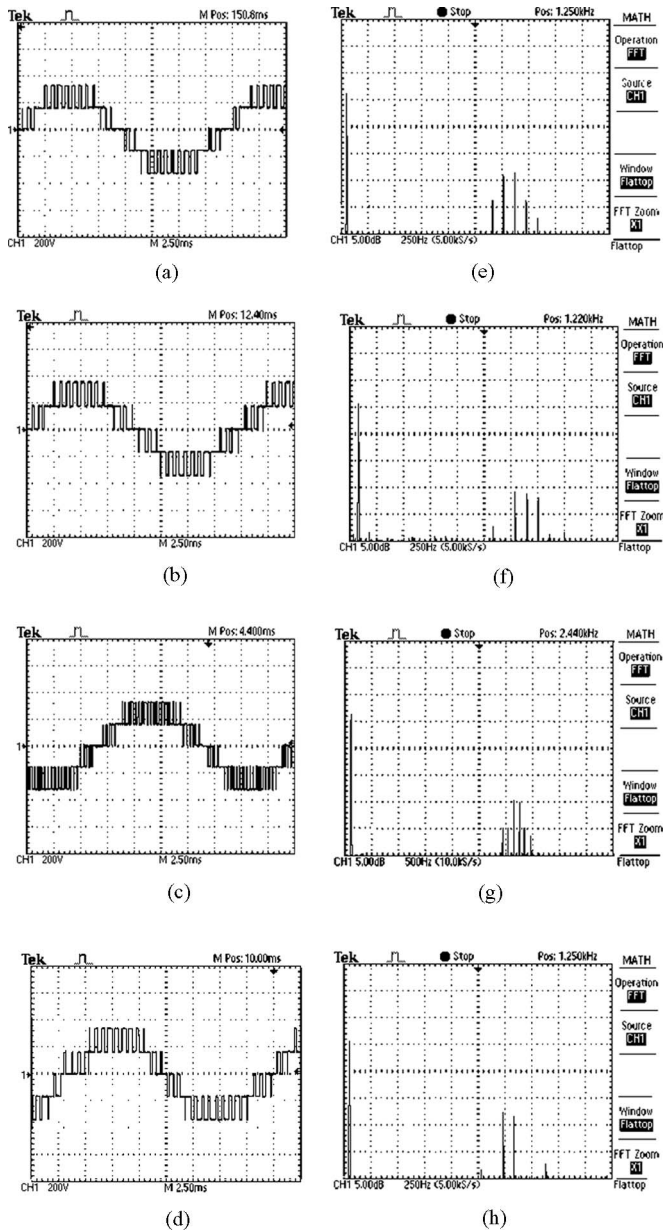 Tek M Pos: 150.8ms
1
CH1 200V M 2.50ms
(a)
Tek Stop Pos: 1.250kHz MATH
Operation
FFT
Source
CH1
Window
Flattop
FFT Zoom
X1
CH1 5.00dB 250Hz (5.00kS/s) Flattop
(e)
Tek M Pos: 12.40ms
1
CH1 200V M 2.50ms
(b)
Tek Stop Pos: 1.220kHz MATH
Operation
FFT
Source
CH1
Window
Flattop
FFT Zoom
X1
CH1 5.00dB 250Hz (5.00kS/s) Flattop
(f)
Tek M Pos: 4.400ms
1
CH1 200V M 2.50ms
(c)
Tek Stop Pos: 2.440kHz MATH
Operation
FFT
Source
CH1
Window
Flattop
FFT Zoom
X1
CH1 5.00dB 500Hz (10.0kS/s) Flattop
(g)
Tek M Pos: 10.00ms
1
CH1 200V M 2.50ms
(d)
Tek Stop Pos: 1.250kHz MATH
Operation
FFT
Source
CH1
Window
Flattop
FFT Zoom
X1
CH1 5.00dB 250Hz (5.00kS/s) Flattop
(h)